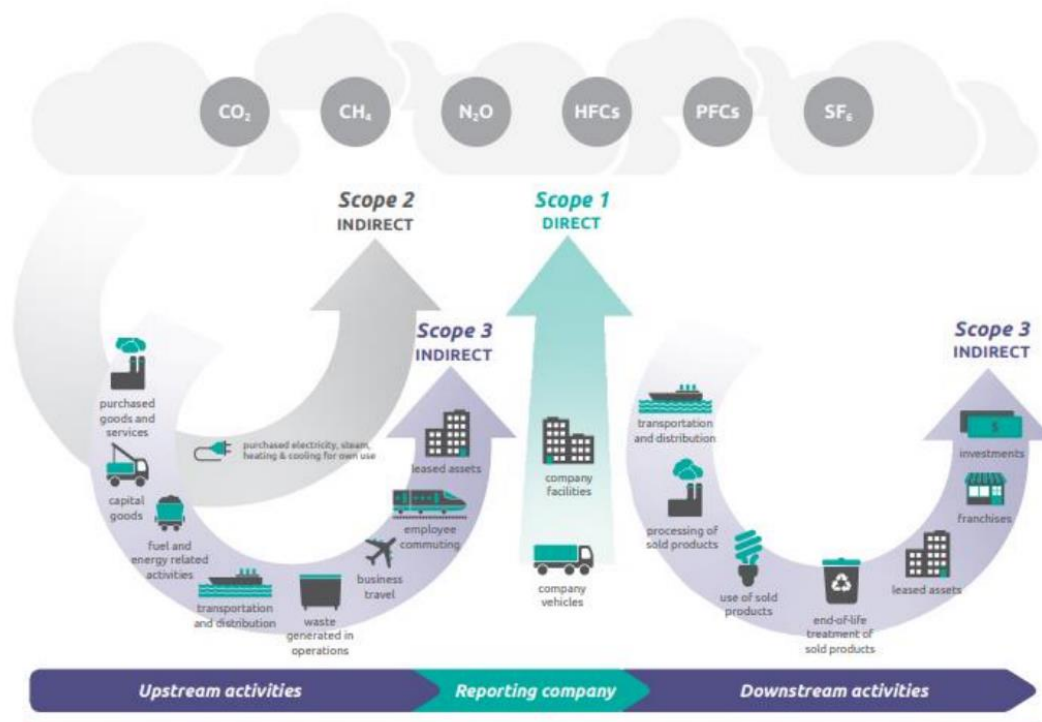 CO₂
CH₄
N₂O
HFCs
PFCs
SF₆
Scope 2
INDIRECT
Scope 1
DIRECT
Scope 3
INDIRECT
Scope 3
INDIRECT
purchased
goods and
services
capital
goods
fuel and
energy related
activities
purchased electricity, steam,
heating & cooling for own use
transportation
and distribution
waste
generated in
operations
business
travel
employee
commuting
leased assets
company
facilities
company
vehicles
transportation
and distribution
processing of
sold products
use of sold
products
end-of-life
treatment of
sold products
leased assets
franchises
$
investments
Upstream activities
Reporting company
Downstream activities